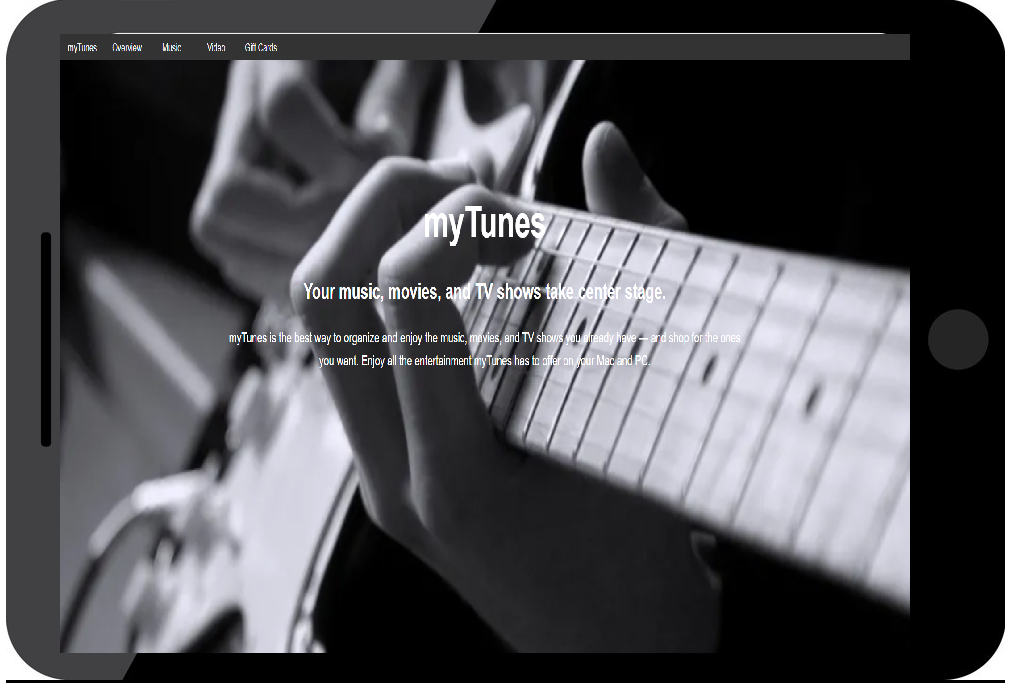 myTunes Overview Music Video Gift Cards
myTunes
Your music, movies, and TV shows take center stage.
myTunes is the best way to organize and enjoy the music, movies, and TV shows you already have — and shop for the ones
you want. Enjoy all the entertainment myTunes has to offer on your Mac and PC.